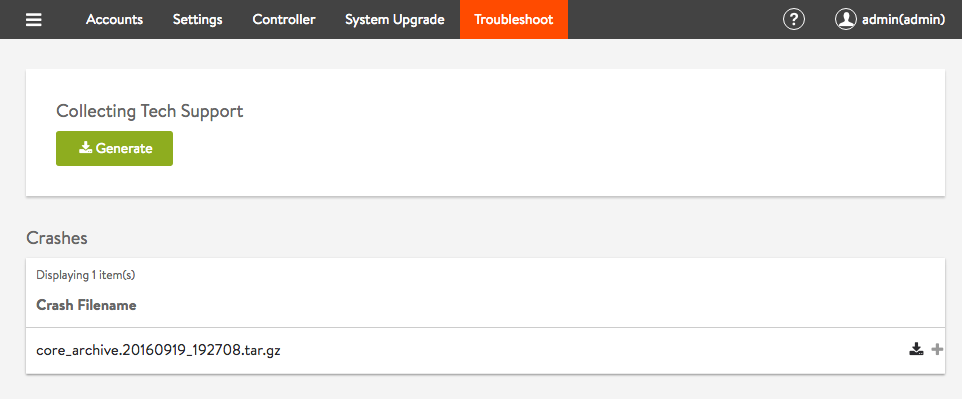 Accounts Settings Controller System Upgrade Troubleshoot ? admin(admin)
Collecting Tech Support
Generate
Crashes
Displaying 1 item(s)
Crash Filename
core_archive.20160919_192708.tar.gz